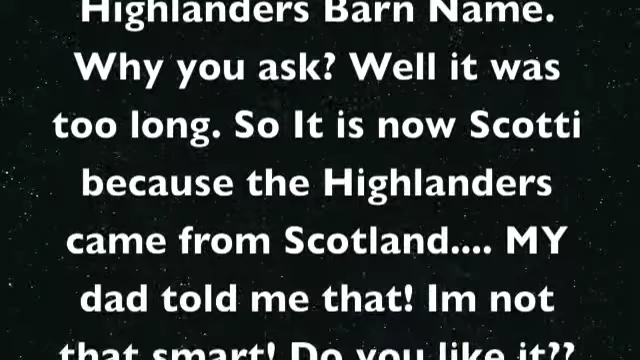 Highlanders Barn Name.
Why you ask? Well it was
too long. So It is now Scotti
because the Highlanders
came from Scotland.... MY
dad told me that! Im not
that smart! Do you like it??